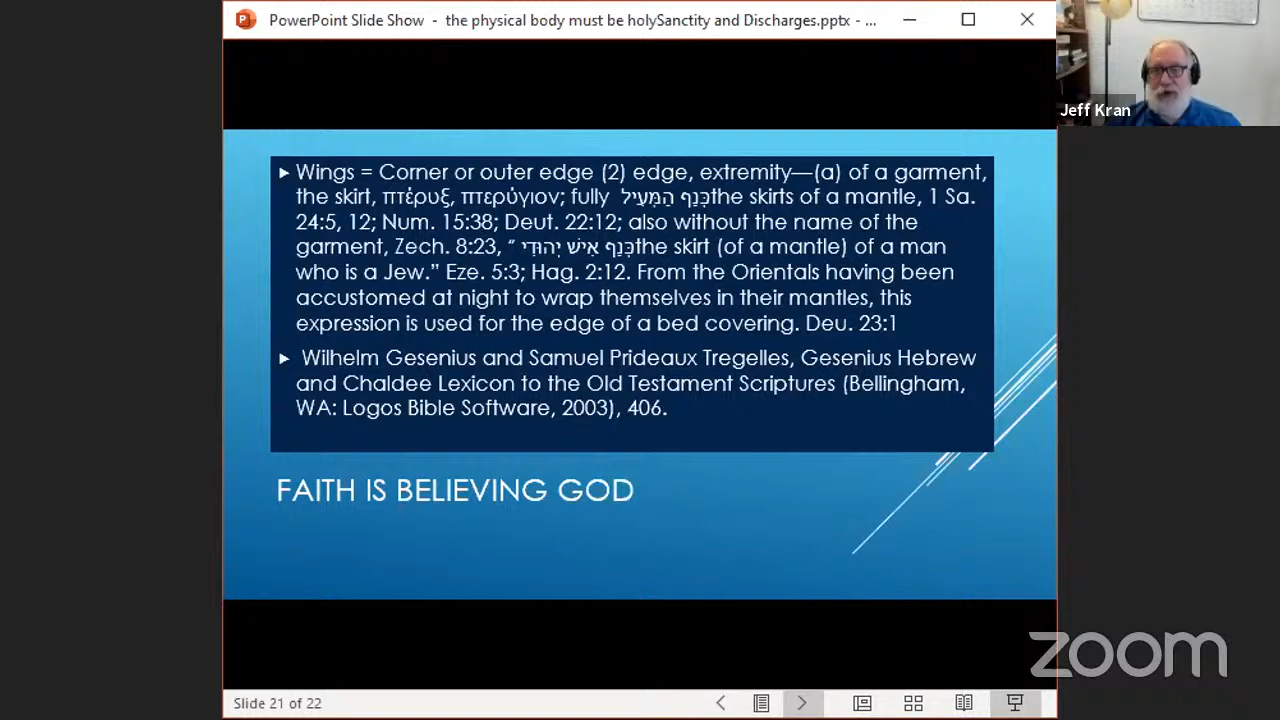 PowerPoint Slide Show - the physical body must be holySanctity and Discharges.pptx - ...
Jeff Kran
Wings = Corner or outer edge (2) edge, extremity—(a) of a garment,
the skirt, πτέρυξ, πτερύγιον; fully כְּנַף הַמְּעִיל the skirts of a mantle, 1 Sa.
24:5, 12; Num. 15:38; Deut. 22:12; also without the name of the
garment, Zech. 8:23, “ כְּנַף אִישׁ יְהוּדִי the skirt (of a mantle) of a man
who is a Jew.” Eze. 5:3; Hag. 2:12. From the Orientals having been
accustomed at night to wrap themselves in their mantles, this
expression is used for the edge of a bed covering. Deu. 23:1
Wilhelm Gesenius and Samuel Prideaux Tregelles, Gesenius Hebrew
and Chaldee Lexicon to the Old Testament Scriptures (Bellingham,
WA: Logos Bible Software, 2003), 406.
FAITH IS BELIEVING GOD
zoom
Slide 21 of 22